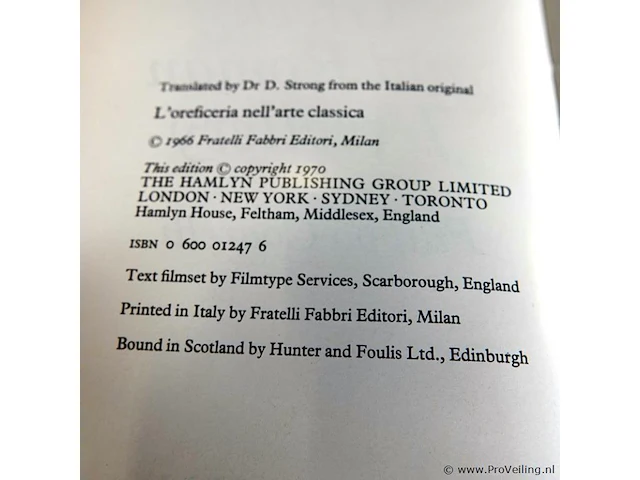 Translated by Dr D. Strong from the Italian original
L'oreficeria nell'arte classica
© 1966 Fratelli Fabbri Editori, Milan
This edition © copyright 1970
THE HAMLYN PUBLISHING GROUP LIMITED
LONDON · NEW YORK · SYDNEY · TORONTO
Hamlyn House, Feltham, Middlesex, England
ISBN 0 600 01247 6
Text filmset by Filmtype Services, Scarborough, England
Printed in Italy by Fratelli Fabbri Editori, Milan
Bound in Scotland by Hunter and Foulis Ltd., Edinburgh
© www.ProVeiling.nl